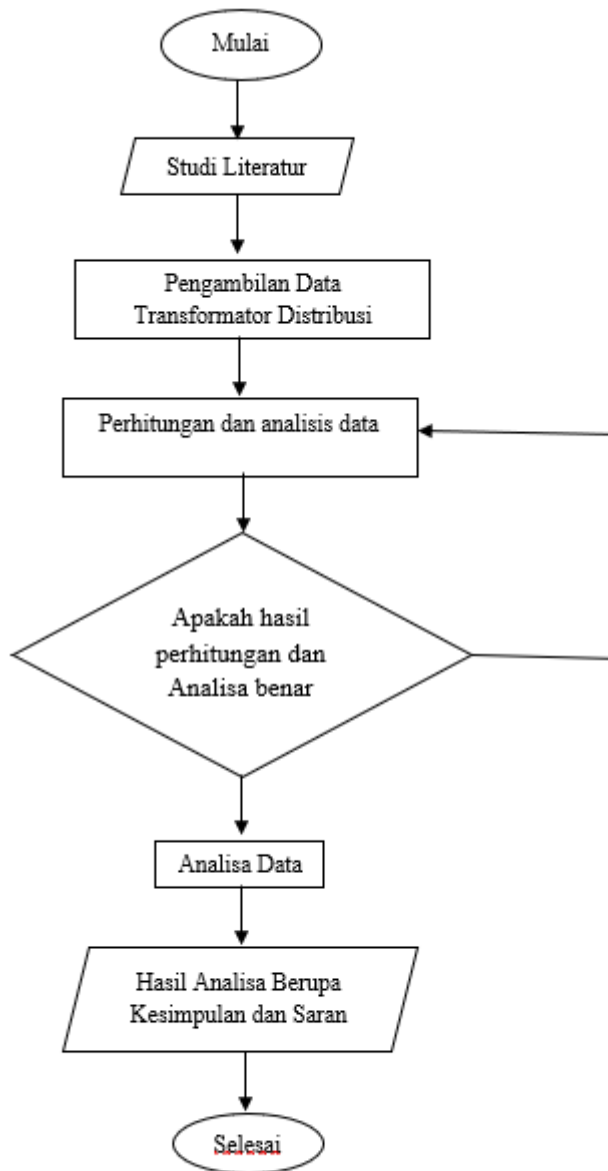 Mulai
Studi Literatur
Pengambilan Data
Transformator Distribusi
Perhitungan dan analisis data
Apakah hasil
perhitungan dan
Analisa benar
Analisa Data
Hasil Analisa Berupa
Kesimpulan dan Saran
Selesai